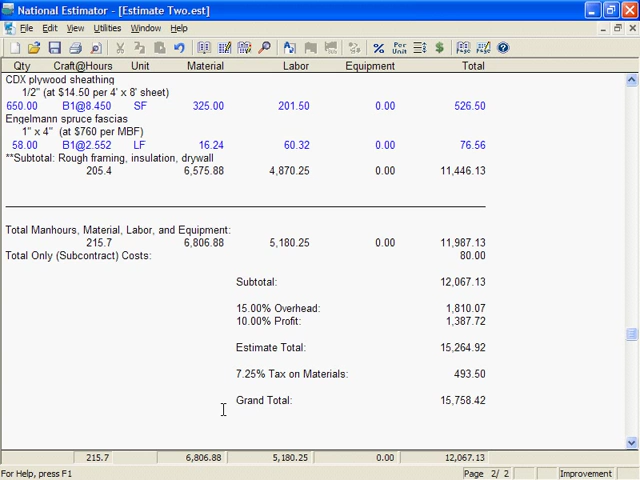 National Estimator - [Estimate Two.est]
File Edit View Utilities Window Help
Qty Craft@Hours Unit Material Labor Equipment Total
CDX plywood sheathing
1/2" (at $14.50 per 4' x 8' sheet)
650.00 B1@8.450 SF 325.00 201.50 0.00 526.50
Engelmann spruce fascias
1" x 4" (at $760 per MBF)
58.00 B1@2.552 LF 16.24 60.32 0.00 76.56
**Subtotal: Rough framing, insulation, drywall
205.4 6,575.88 4,870.25 0.00 11,446.13
Total Manhours, Material, Labor, and Equipment:
215.7 6,806.88 5,180.25 0.00 11,987.13
Total Only (Subcontract) Costs: 80.00
Subtotal: 12,067.13
15.00% Overhead: 1,810.07
10.00% Profit: 1,387.72
Estimate Total: 15,264.92
7.25% Tax on Materials: 493.50
Grand Total: 15,758.42
215.7 6,806.88 5,180.25 0.00 12,067.13
For Help, press F1 Page 2/ 2 Improvement